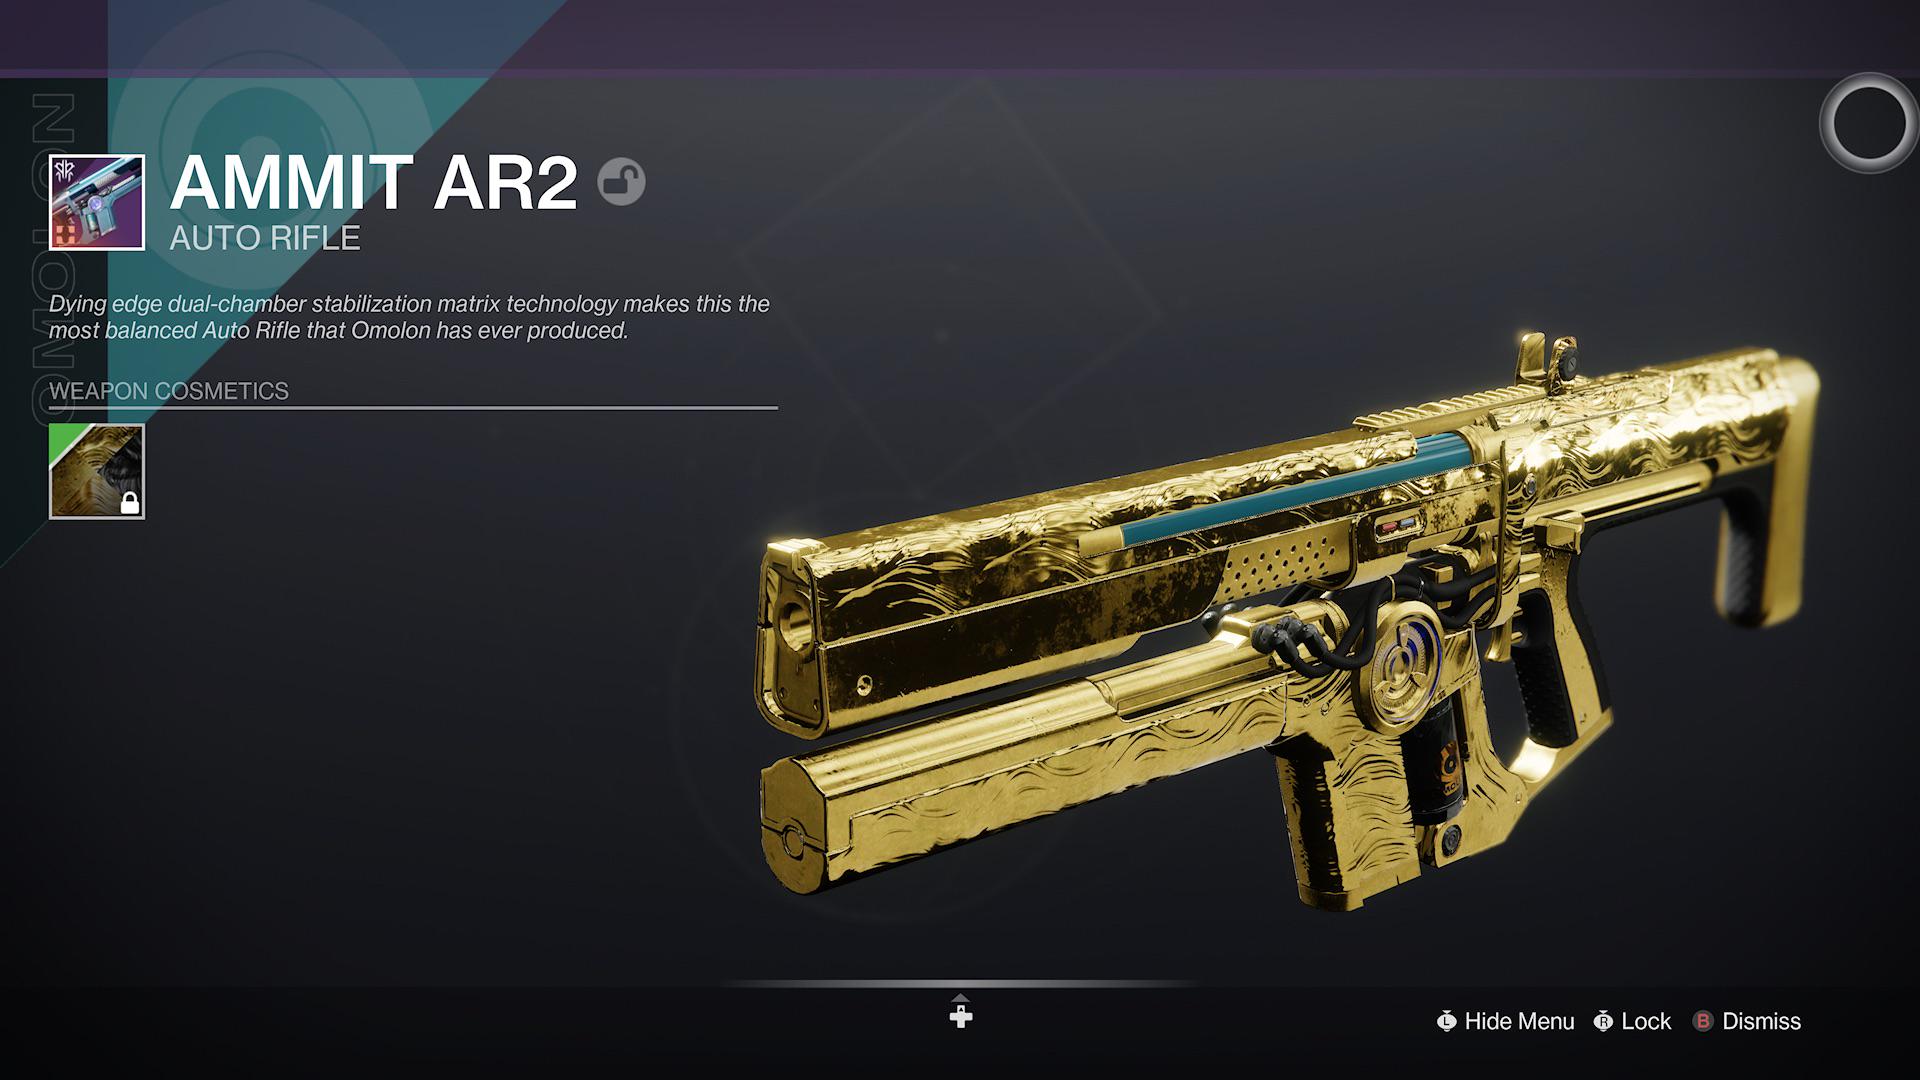 OMOLON
AMMIT AR2
AUTO RIFLE
Dying edge dual-chamber stabilization matrix technology makes this the
most balanced Auto Rifle that Omolon has ever produced.
WEAPON COSMETICS
L Hide Menu R Lock B Dismiss